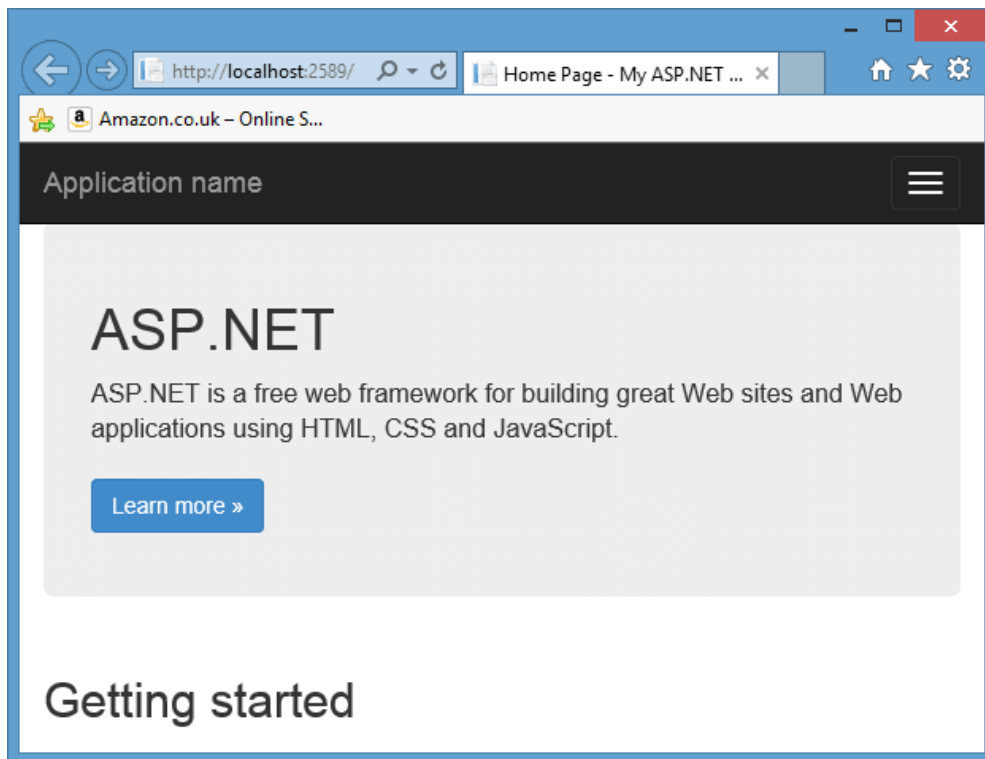 http://localhost:2589/
Home Page - My ASP.NET ...
Amazon.co.uk – Online S...
Application name
ASP.NET
ASP.NET is a free web framework for building great Web sites and Web
applications using HTML, CSS and JavaScript.
Learn more »
Getting started